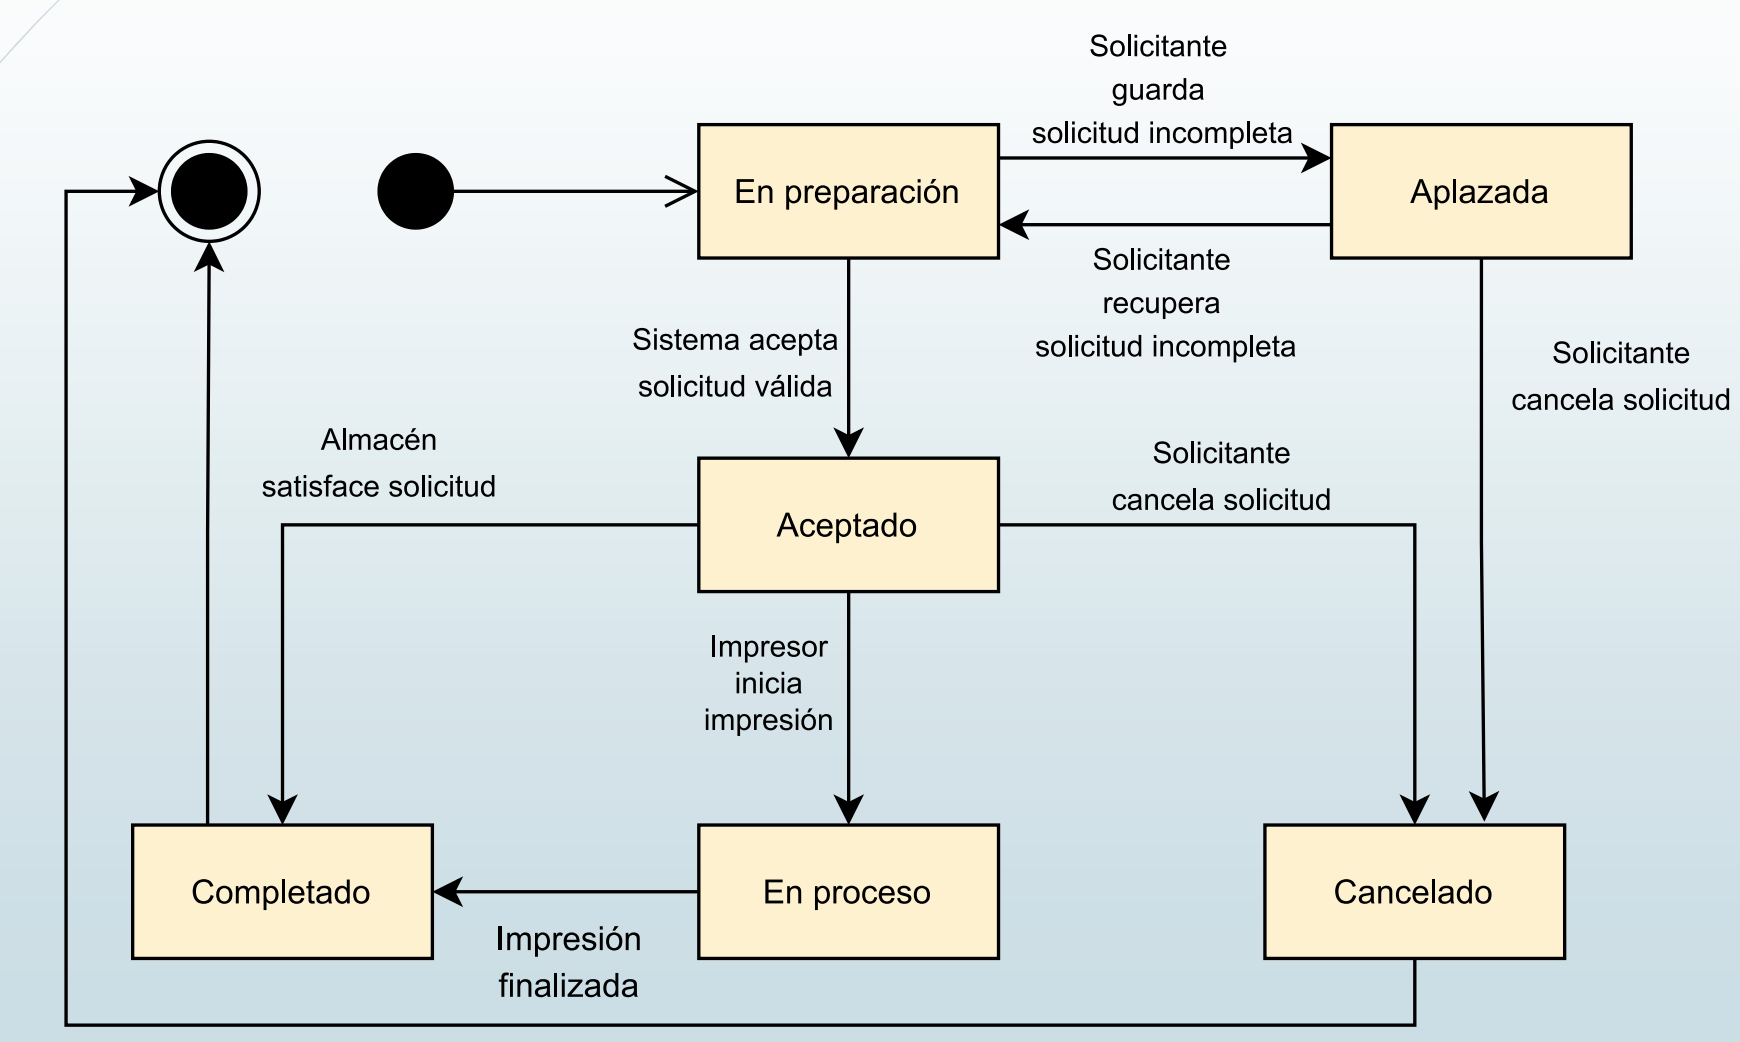 Solicitante
guarda
solicitud incompleta
En preparación
Aplazada
Solicitante
recupera
solicitud incompleta
Sistema acepta
solicitud válida
Solicitante
cancela solicitud
Almacén
satisface solicitud
Solicitante
cancela solicitud
Aceptado
Impresor
inicia
impresión
Completado
En proceso
Cancelado
Impresión
finalizada